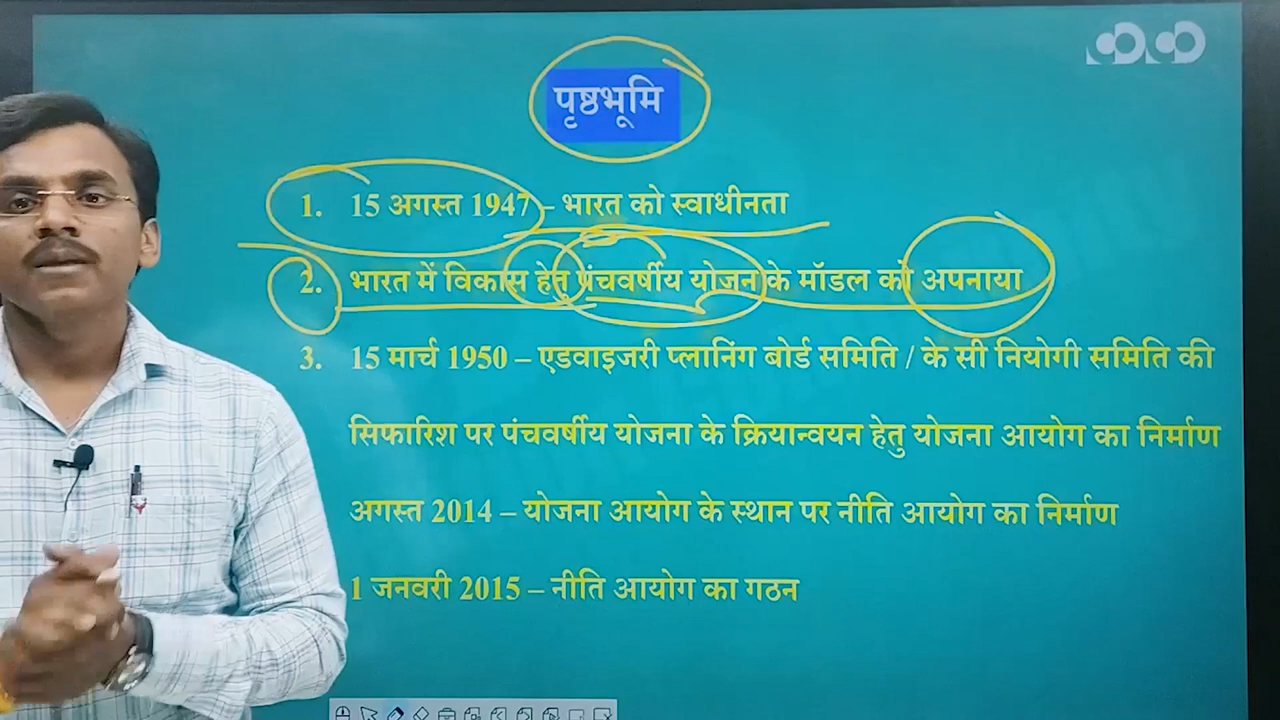 पृष्ठभूमि
1. 15 अगस्त 1947 – भारत को स्वाधीनता
2. भारत में विकास हेतु पंचवर्षीय योजन के मॉडल को अपनाया
3. 15 मार्च 1950 – एडवाइजरी प्लानिंग बोर्ड समिति / के सी नियोगी समिति की
सिफारिश पर पंचवर्षीय योजना के क्रियान्वयन हेतु योजना आयोग का निर्माण
अगस्त 2014 – योजना आयोग के स्थान पर नीति आयोग का निर्माण
1 जनवरी 2015 – नीति आयोग का गठन